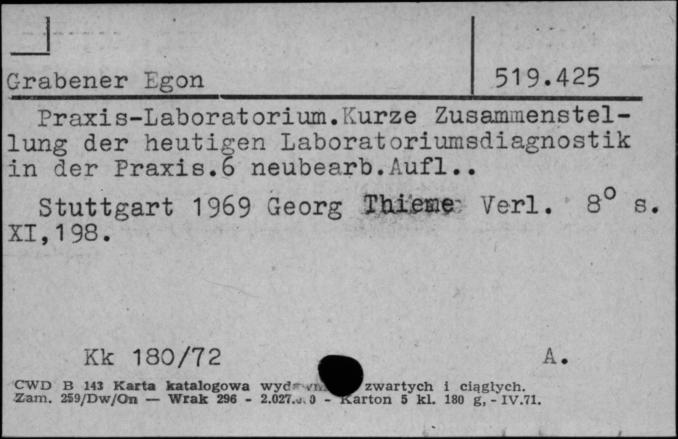 Grabener Egon 519.425
Praxis-Laboratorium.Kurze Zusammenstel-
lung der heutigen Laboratoriumsdiagnostik
in der Praxis.6 neubearb.Aufl..
Stuttgart 1969 Georg Thieme Verl. 8° s.
XI,198.
Kk 180/72 A.
CWD B 143 Karta katalogowa zwartych i ciągłych.
Zam. 259/Dw/On — Wrak 296 - - Karton 5 kl. 180 g, - IV.71.